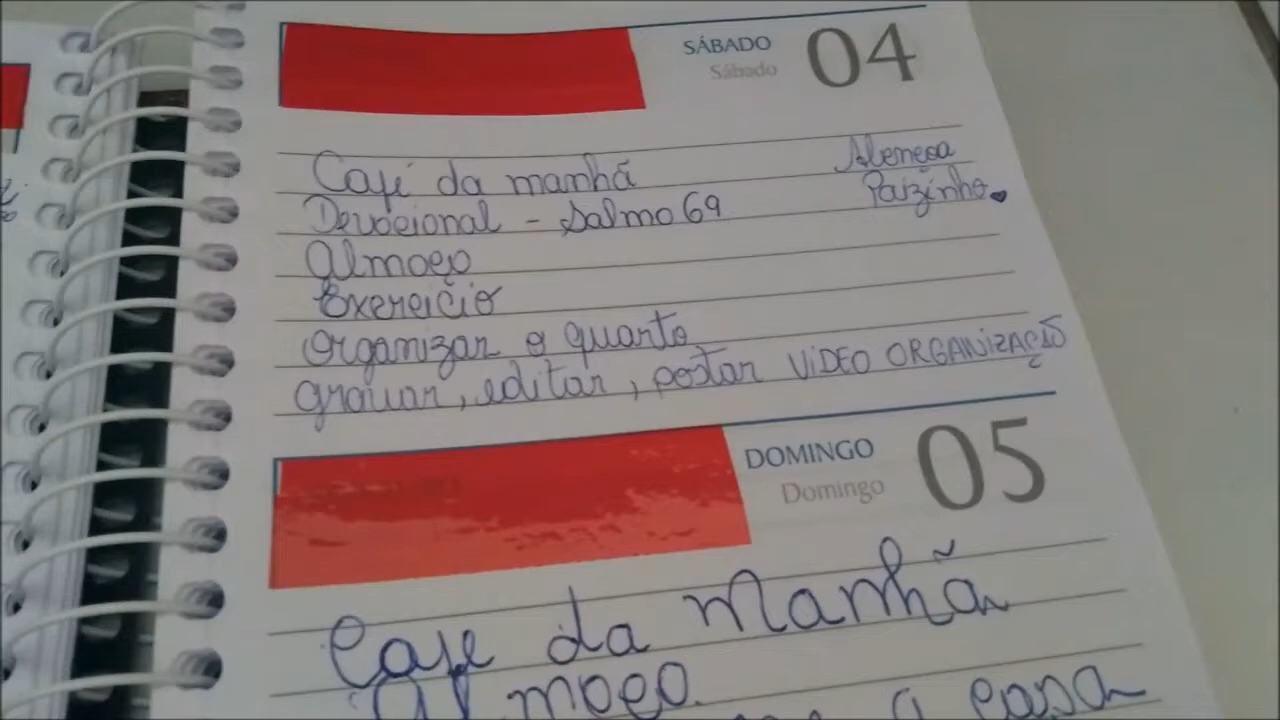 SÁBADO
Sábado
04
Café da manhã
Devocional - Salmo 69
Almoço
Exercício
Organizar o quarto
gravar, editar, postar VIDEO ORGANIZAÇÃO
Paizinho
DOMINGO
Domingo
05
Café da Manhã
Almoço
a casa